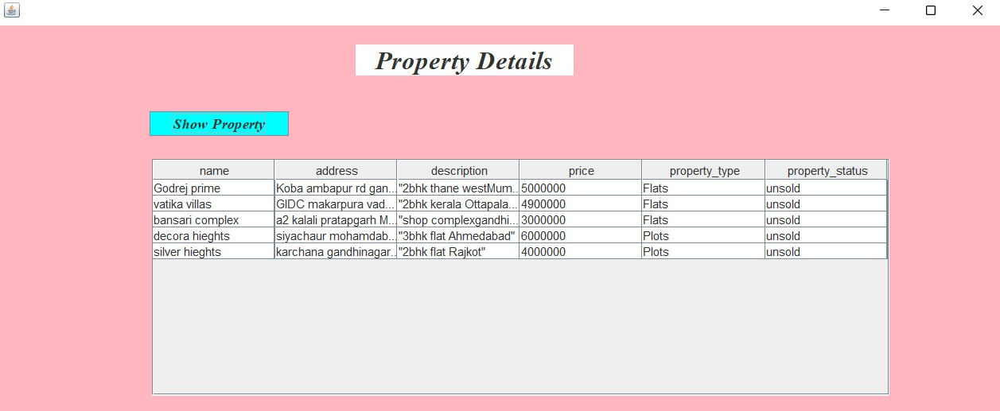 Property Details
Show Property
name address description price property_type property_status
Godrej prime Koba ambapur rd gan... "2bhk thane westMum... 5000000 Flats unsold
vatika villas GIDC makarpura vad... "2bhk kerala Ottapala... 4900000 Flats unsold
bansari complex a2 kalali pratapgarh M... "shop complexgandhi... 3000000 Flats unsold
decora hieghts siyachaur mohamdab... "3bhk flat Ahmedabad" 6000000 Plots unsold
silver hieghts karchana gandhinagar... "2bhk flat Rajkot" 4000000 Plots unsold